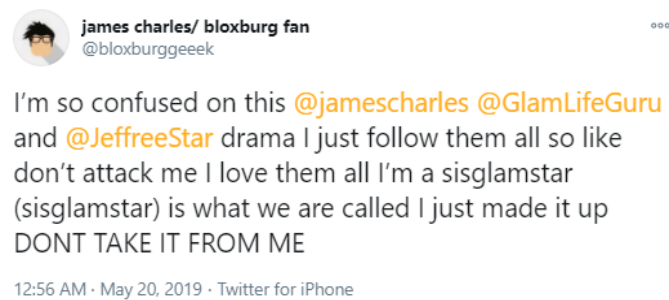 james charles/ bloxburg fan
@bloxburggeeek
I'm so confused on this @jamescharles @GlamLifeGuru
and @JeffreeStar drama I just follow them all so like
don't attack me I love them all I'm a sisglamstar
(sisglamstar) is what we are called I just made it up
DONT TAKE IT FROM ME
12:56 AM · May 20, 2019 · Twitter for iPhone